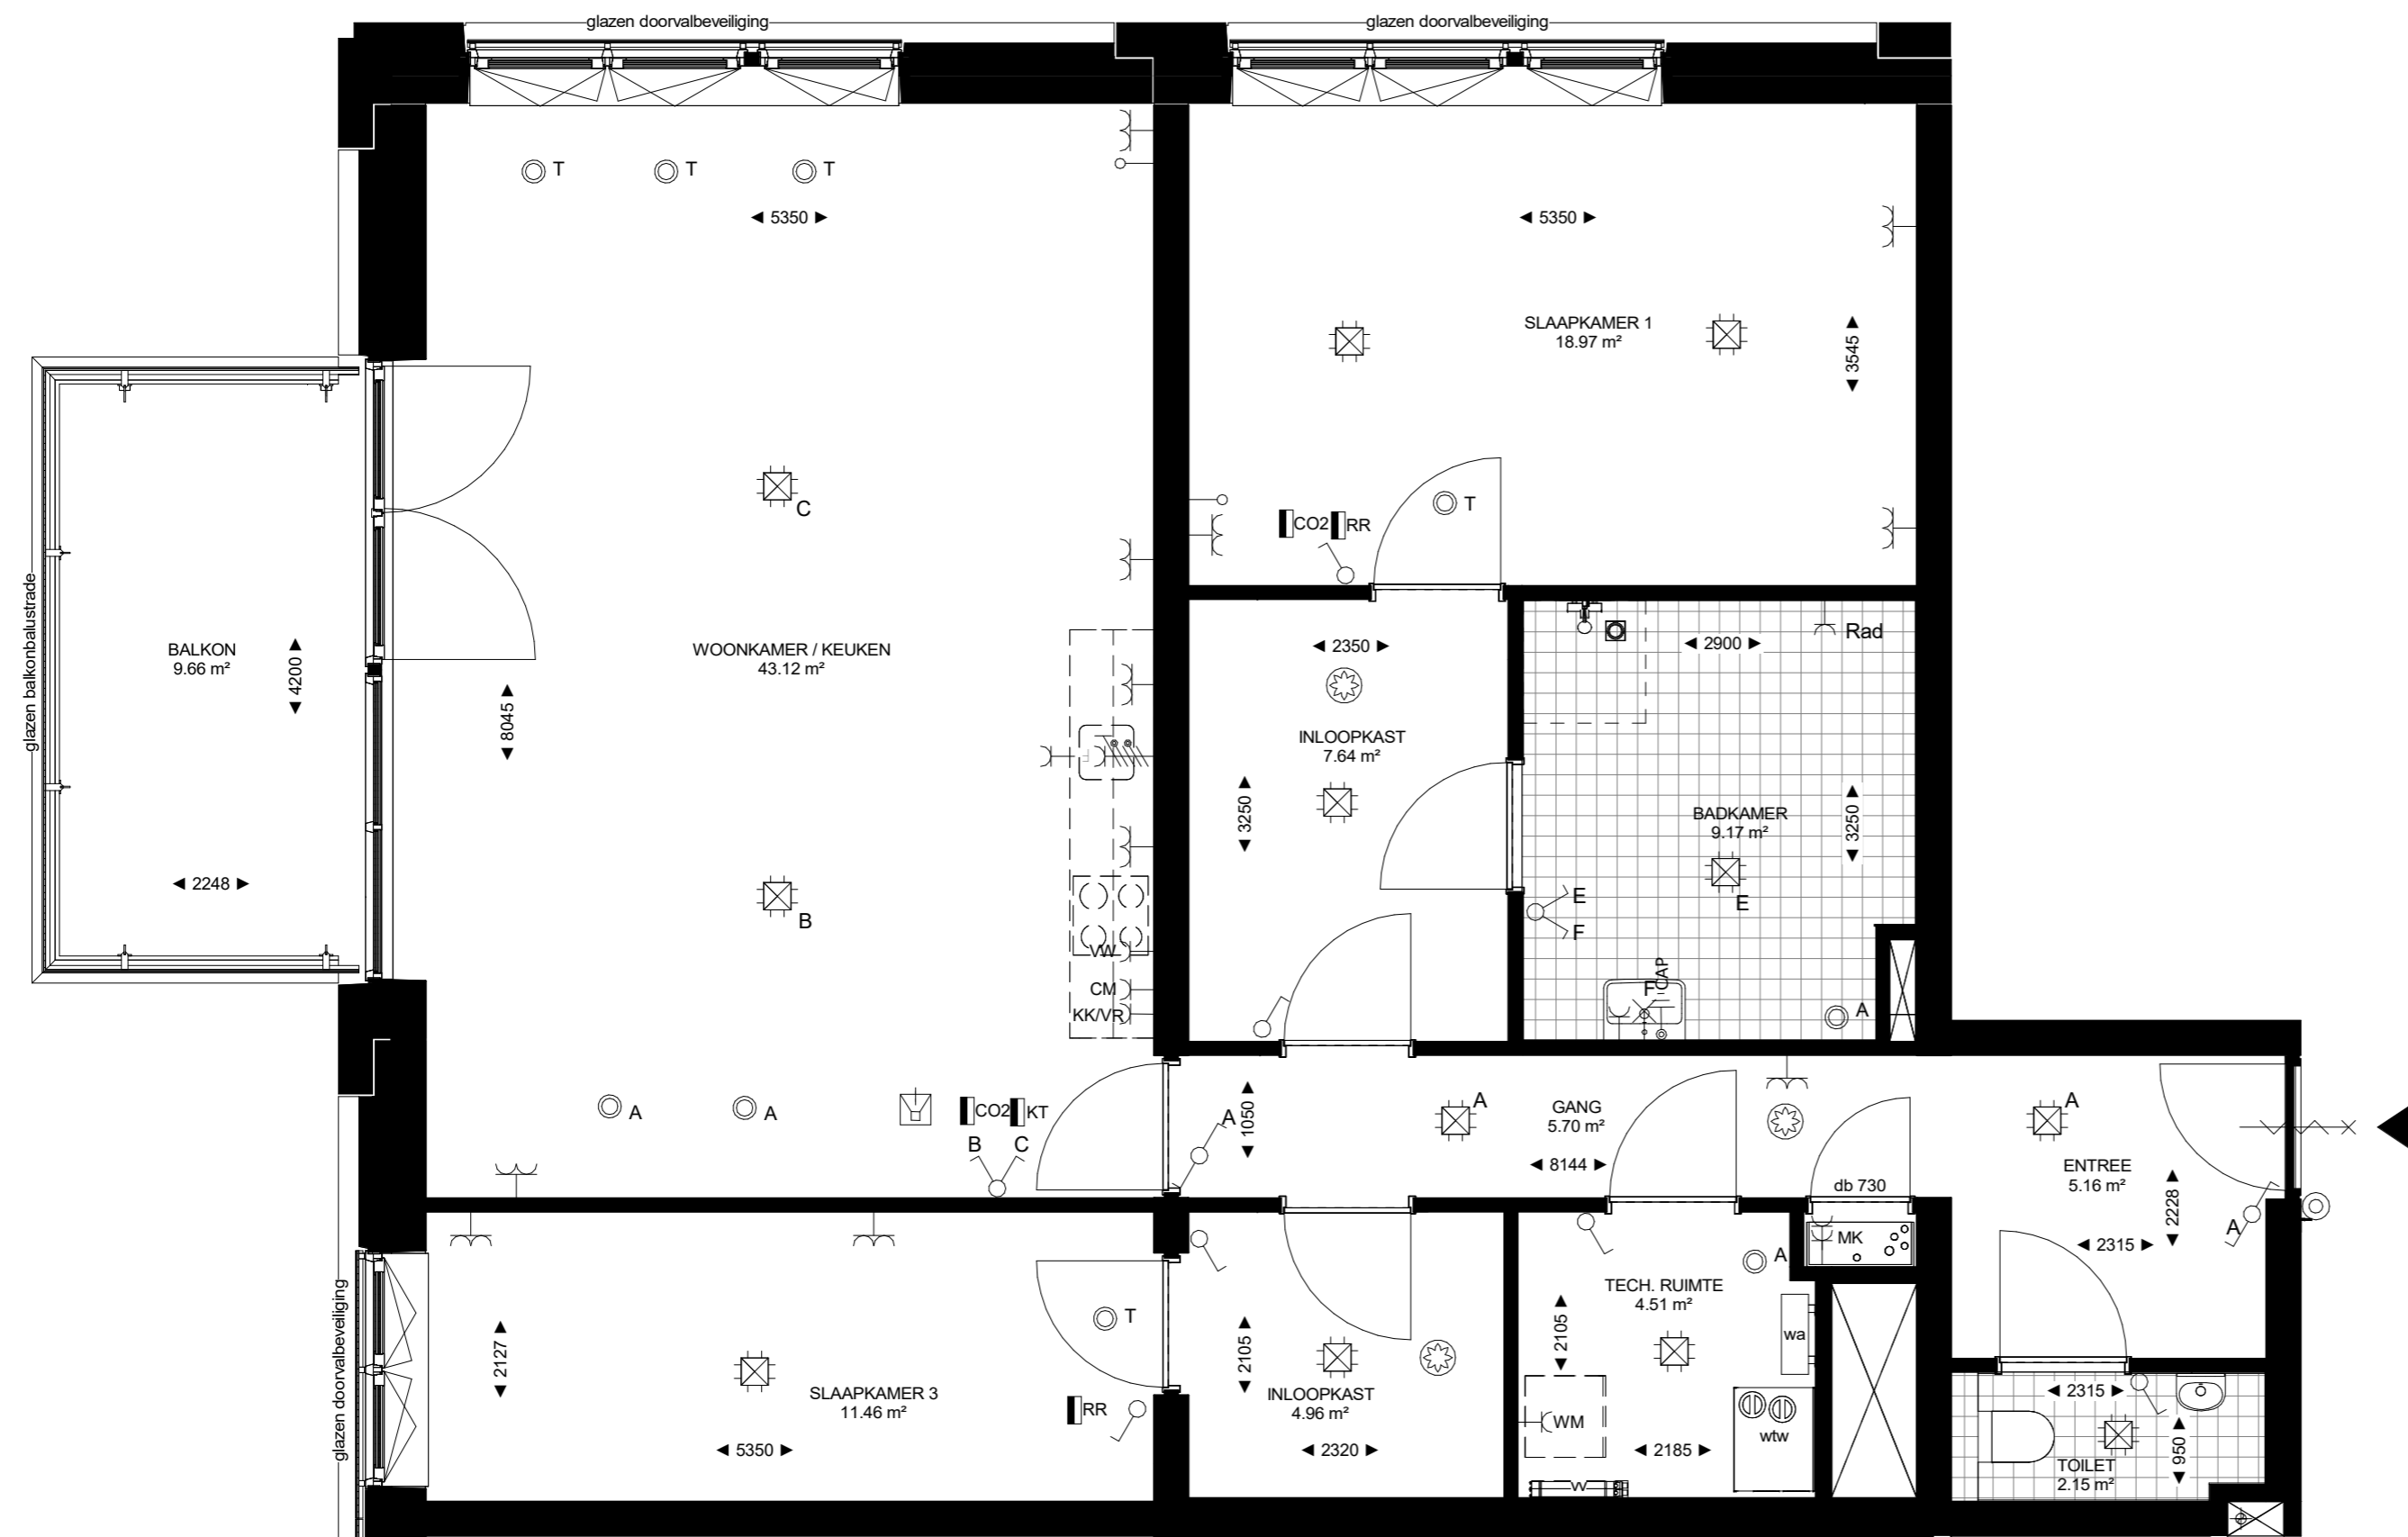 glazen doorvalbeveiliging
glazen doorvalbeveiliging
T
T
T
◄ 5350 ►
◄ 5350 ►
SLAAPKAMER 1
18.97 m²
◄ 3545 ►
C
CO2
RR
T
glazen balkonbalustrade
BALKON
9.66 m²
◄ 4200 ►
◄ 2248 ►
WOONKAMER / KEUKEN
43.12 m²
◄ 8045 ►
B
VW
CM
KK/VR
◄ 2350 ►
INLOOPKAST
7.64 m²
◄ 3250 ►
◄ 2900 ►
Rad
BADKAMER
9.17 m²
◄ 3250 ►
E
E
F
F
CAP
A
A
A
CO2
KT
B
C
A
◄ 1050 ►
A
GANG
5.70 m²
◄ 8144 ►
db 730
A
ENTREE
5.16 m²
◄ 2228 ►
◄ 2315 ►
A
MK
glazen doorvalbeveiliging
◄ 2127 ►
SLAAPKAMER 3
11.46 m²
◄ 5350 ►
T
RR
◄ 2105 ►
INLOOPKAST
4.96 m²
◄ 2320 ►
A
TECH. RUIMTE
4.51 m²
◄ 2105 ►
wa
WM
◄ 2185 ►
wtw
VV
◄ 2315 ►
◄ 950 ►
TOILET
2.15 m²